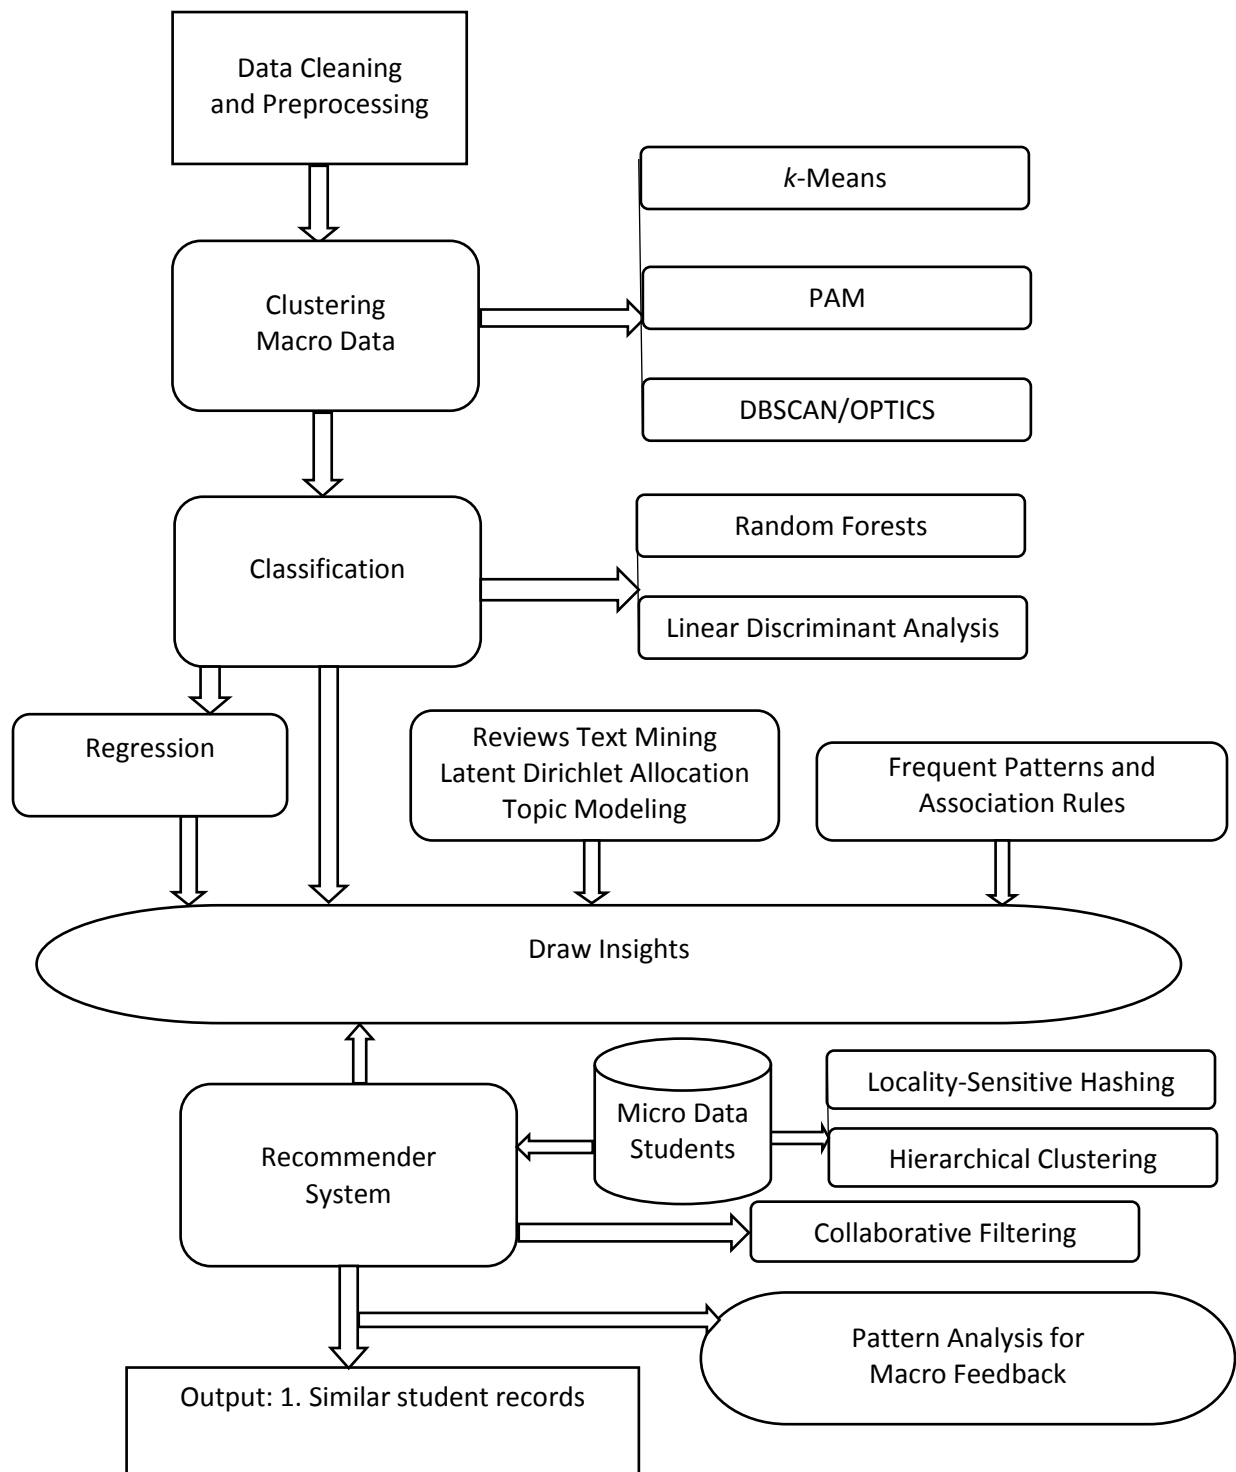 Data Cleaning
and Preprocessing
k-Means
Clustering
Macro Data
PAM
DBSCAN/OPTICS
Random Forests
Classification
Linear Discriminant Analysis
Regression
Reviews Text Mining
Latent Dirichlet Allocation
Topic Modeling
Frequent Patterns and
Association Rules
Draw Insights
Locality-Sensitive Hashing
Micro Data
Students
Hierarchical Clustering
Recommender
System
Collaborative Filtering
Pattern Analysis for
Macro Feedback
Output: 1. Similar student records